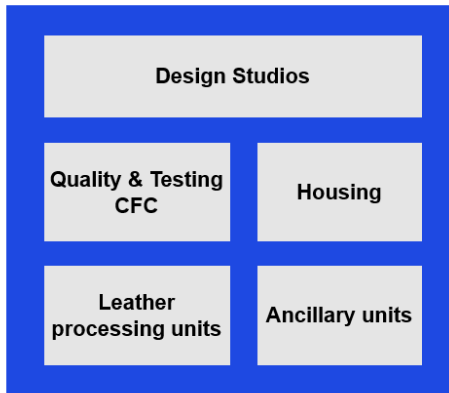 Design Studios
Quality & Testing
CFC
Housing
Leather
processing units
Ancillary units